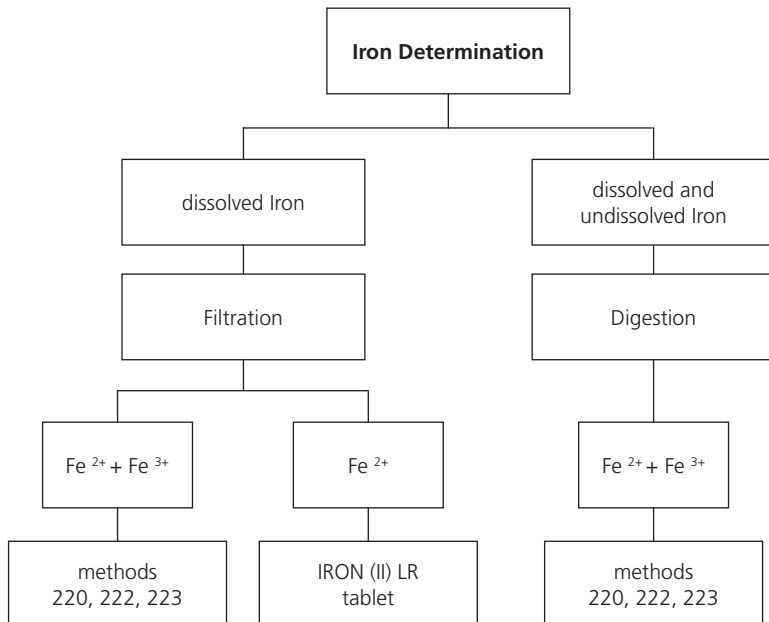 Iron Determination
dissolved Iron
dissolved and
undissolved Iron
Filtration
Digestion
Fe ²⁺ + Fe ³⁺
Fe ²⁺
Fe ²⁺ + Fe ³⁺
methods
220, 222, 223
IRON (II) LR
tablet
methods
220, 222, 223